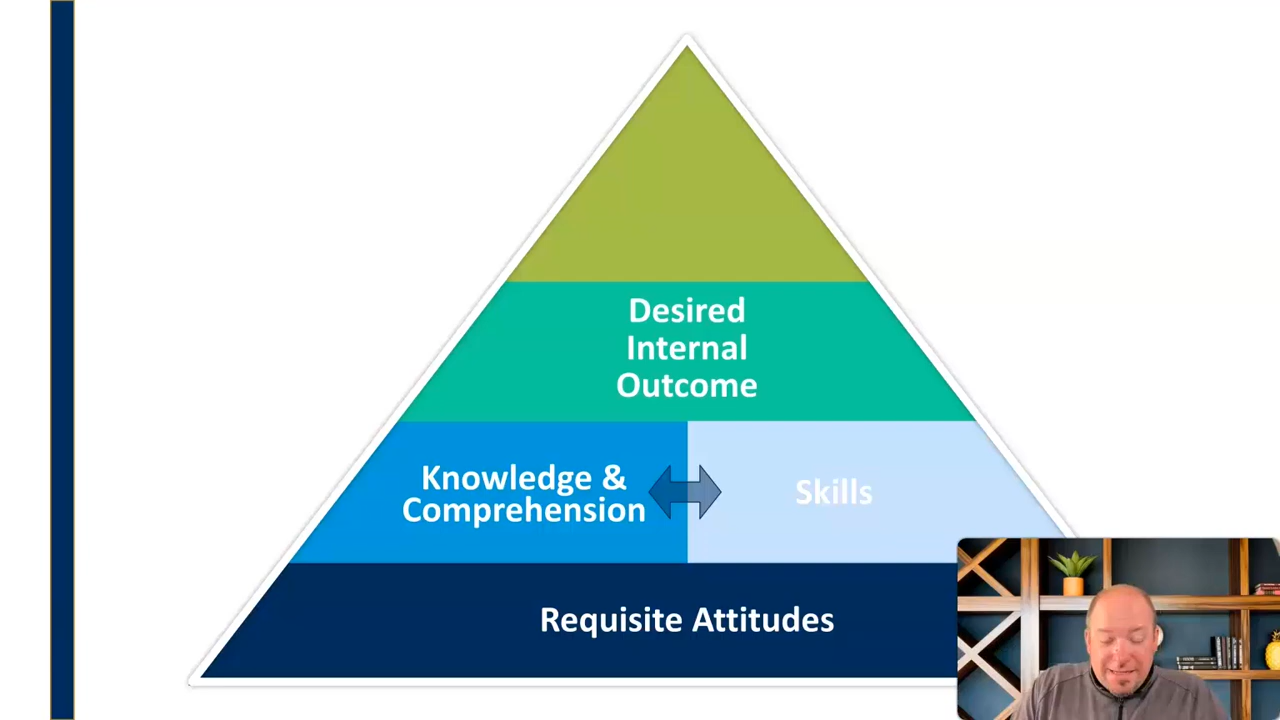 Desired
Internal
Outcome
Knowledge &
Comprehension
Skills
Requisite Attitudes